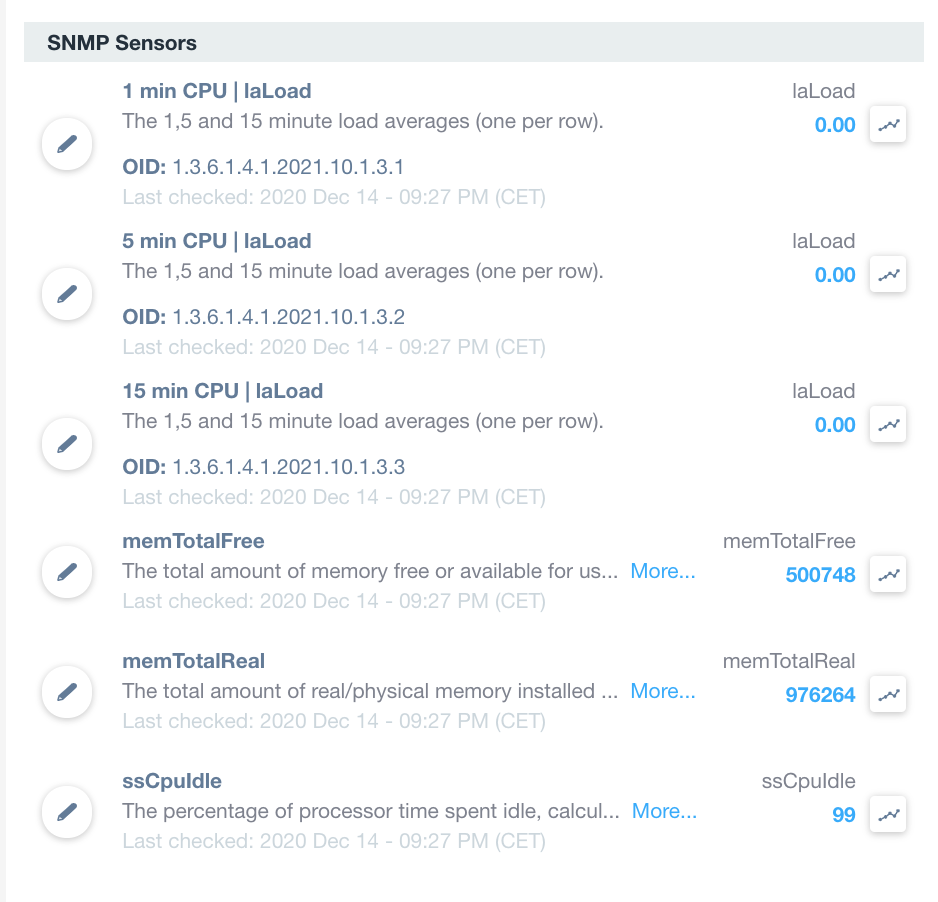 SNMP Sensors
1 min CPU | laLoad
laLoad
The 1,5 and 15 minute load averages (one per row).
0.00
OID: 1.3.6.1.4.1.2021.10.1.3.1
Last checked: 2020 Dec 14 - 09:27 PM (CET)
5 min CPU | laLoad
laLoad
The 1,5 and 15 minute load averages (one per row).
0.00
OID: 1.3.6.1.4.1.2021.10.1.3.2
Last checked: 2020 Dec 14 - 09:27 PM (CET)
15 min CPU | laLoad
laLoad
The 1,5 and 15 minute load averages (one per row).
0.00
OID: 1.3.6.1.4.1.2021.10.1.3.3
Last checked: 2020 Dec 14 - 09:27 PM (CET)
memTotalFree
memTotalFree
The total amount of memory free or available for us... More...
500748
Last checked: 2020 Dec 14 - 09:27 PM (CET)
memTotalReal
memTotalReal
The total amount of real/physical memory installed ... More...
976264
Last checked: 2020 Dec 14 - 09:27 PM (CET)
ssCpuIdle
ssCpuIdle
The percentage of processor time spent idle, calcul... More...
99
Last checked: 2020 Dec 14 - 09:27 PM (CET)